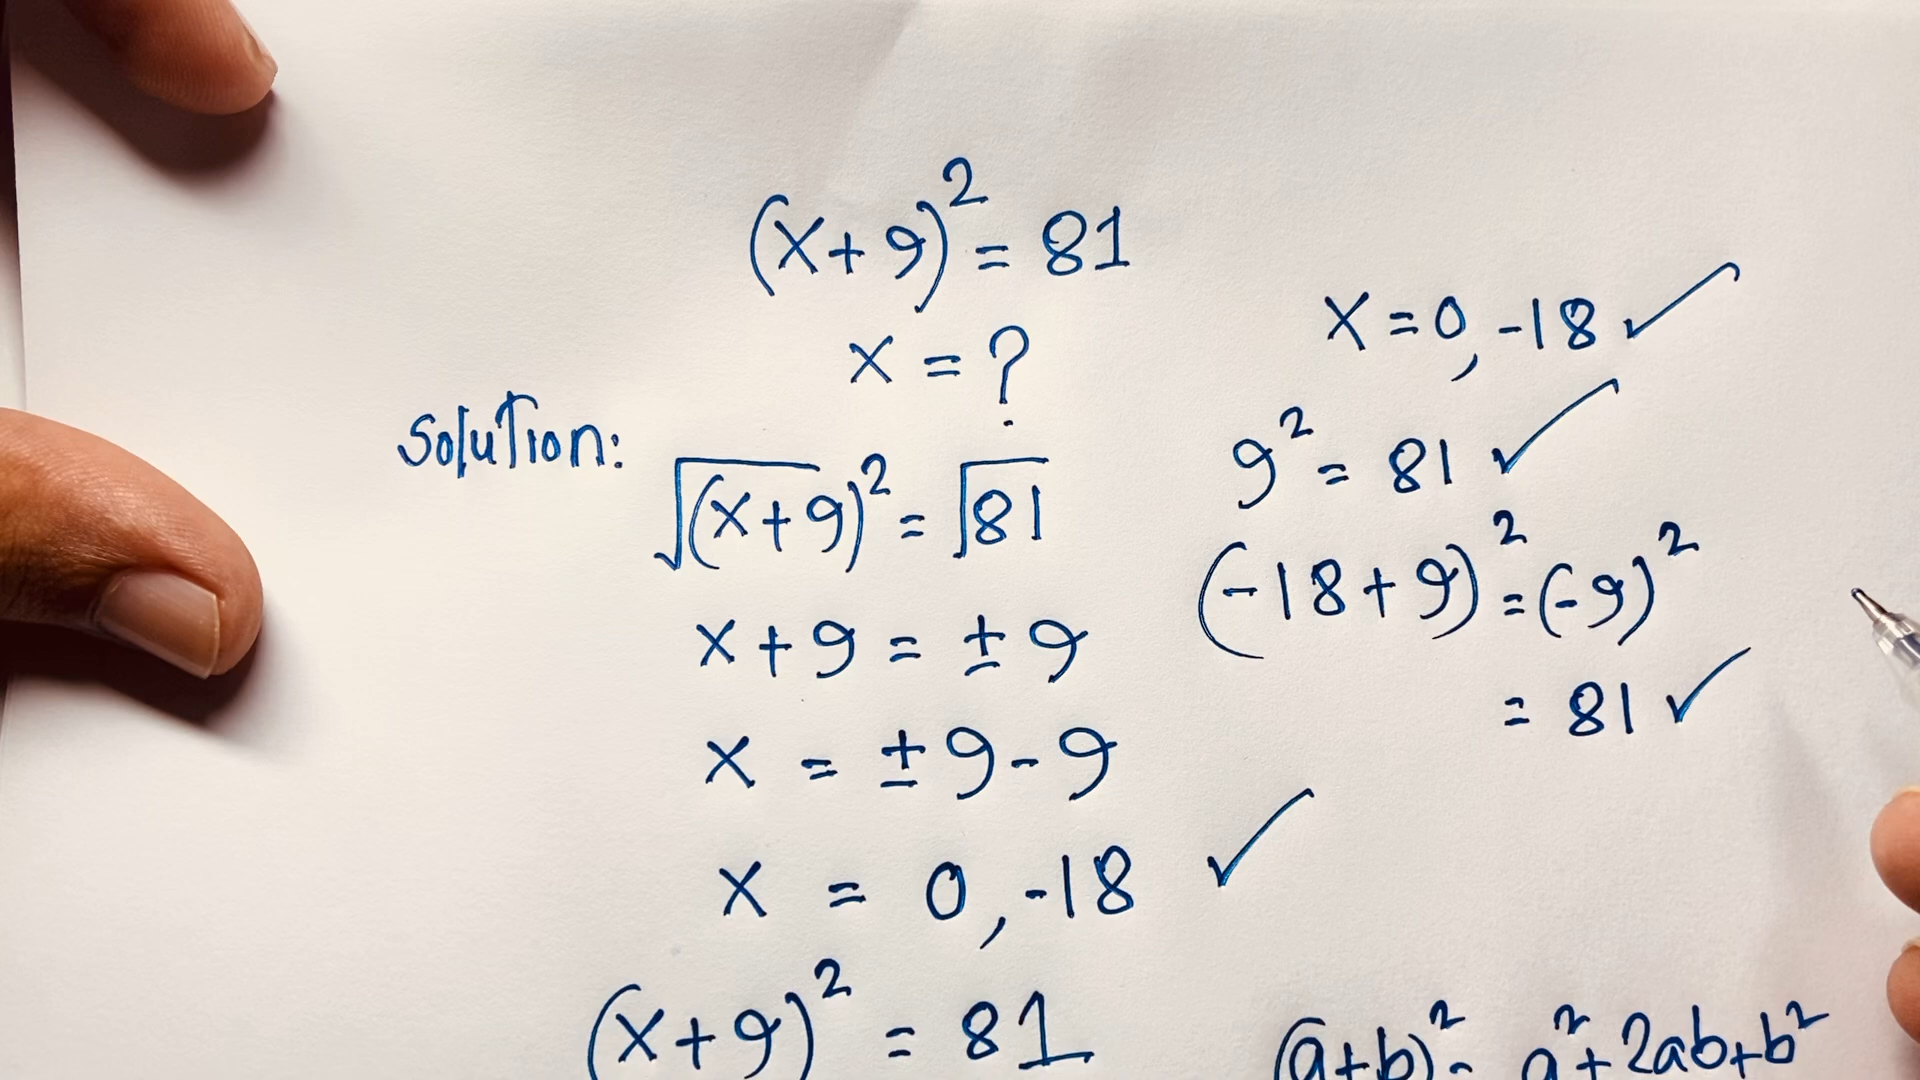 (x+9)² = 81
x = ?
Solution:
√(x+9)² = √81
x+9 = ±9
x = ±9-9
x = 0, -18 ✓
(x+9)² = 81
x = 0, -18 ✓
9² = 81 ✓
(-18+9)² = (-9)²
= 81 ✓
(a+b)² = a²+2ab+b²